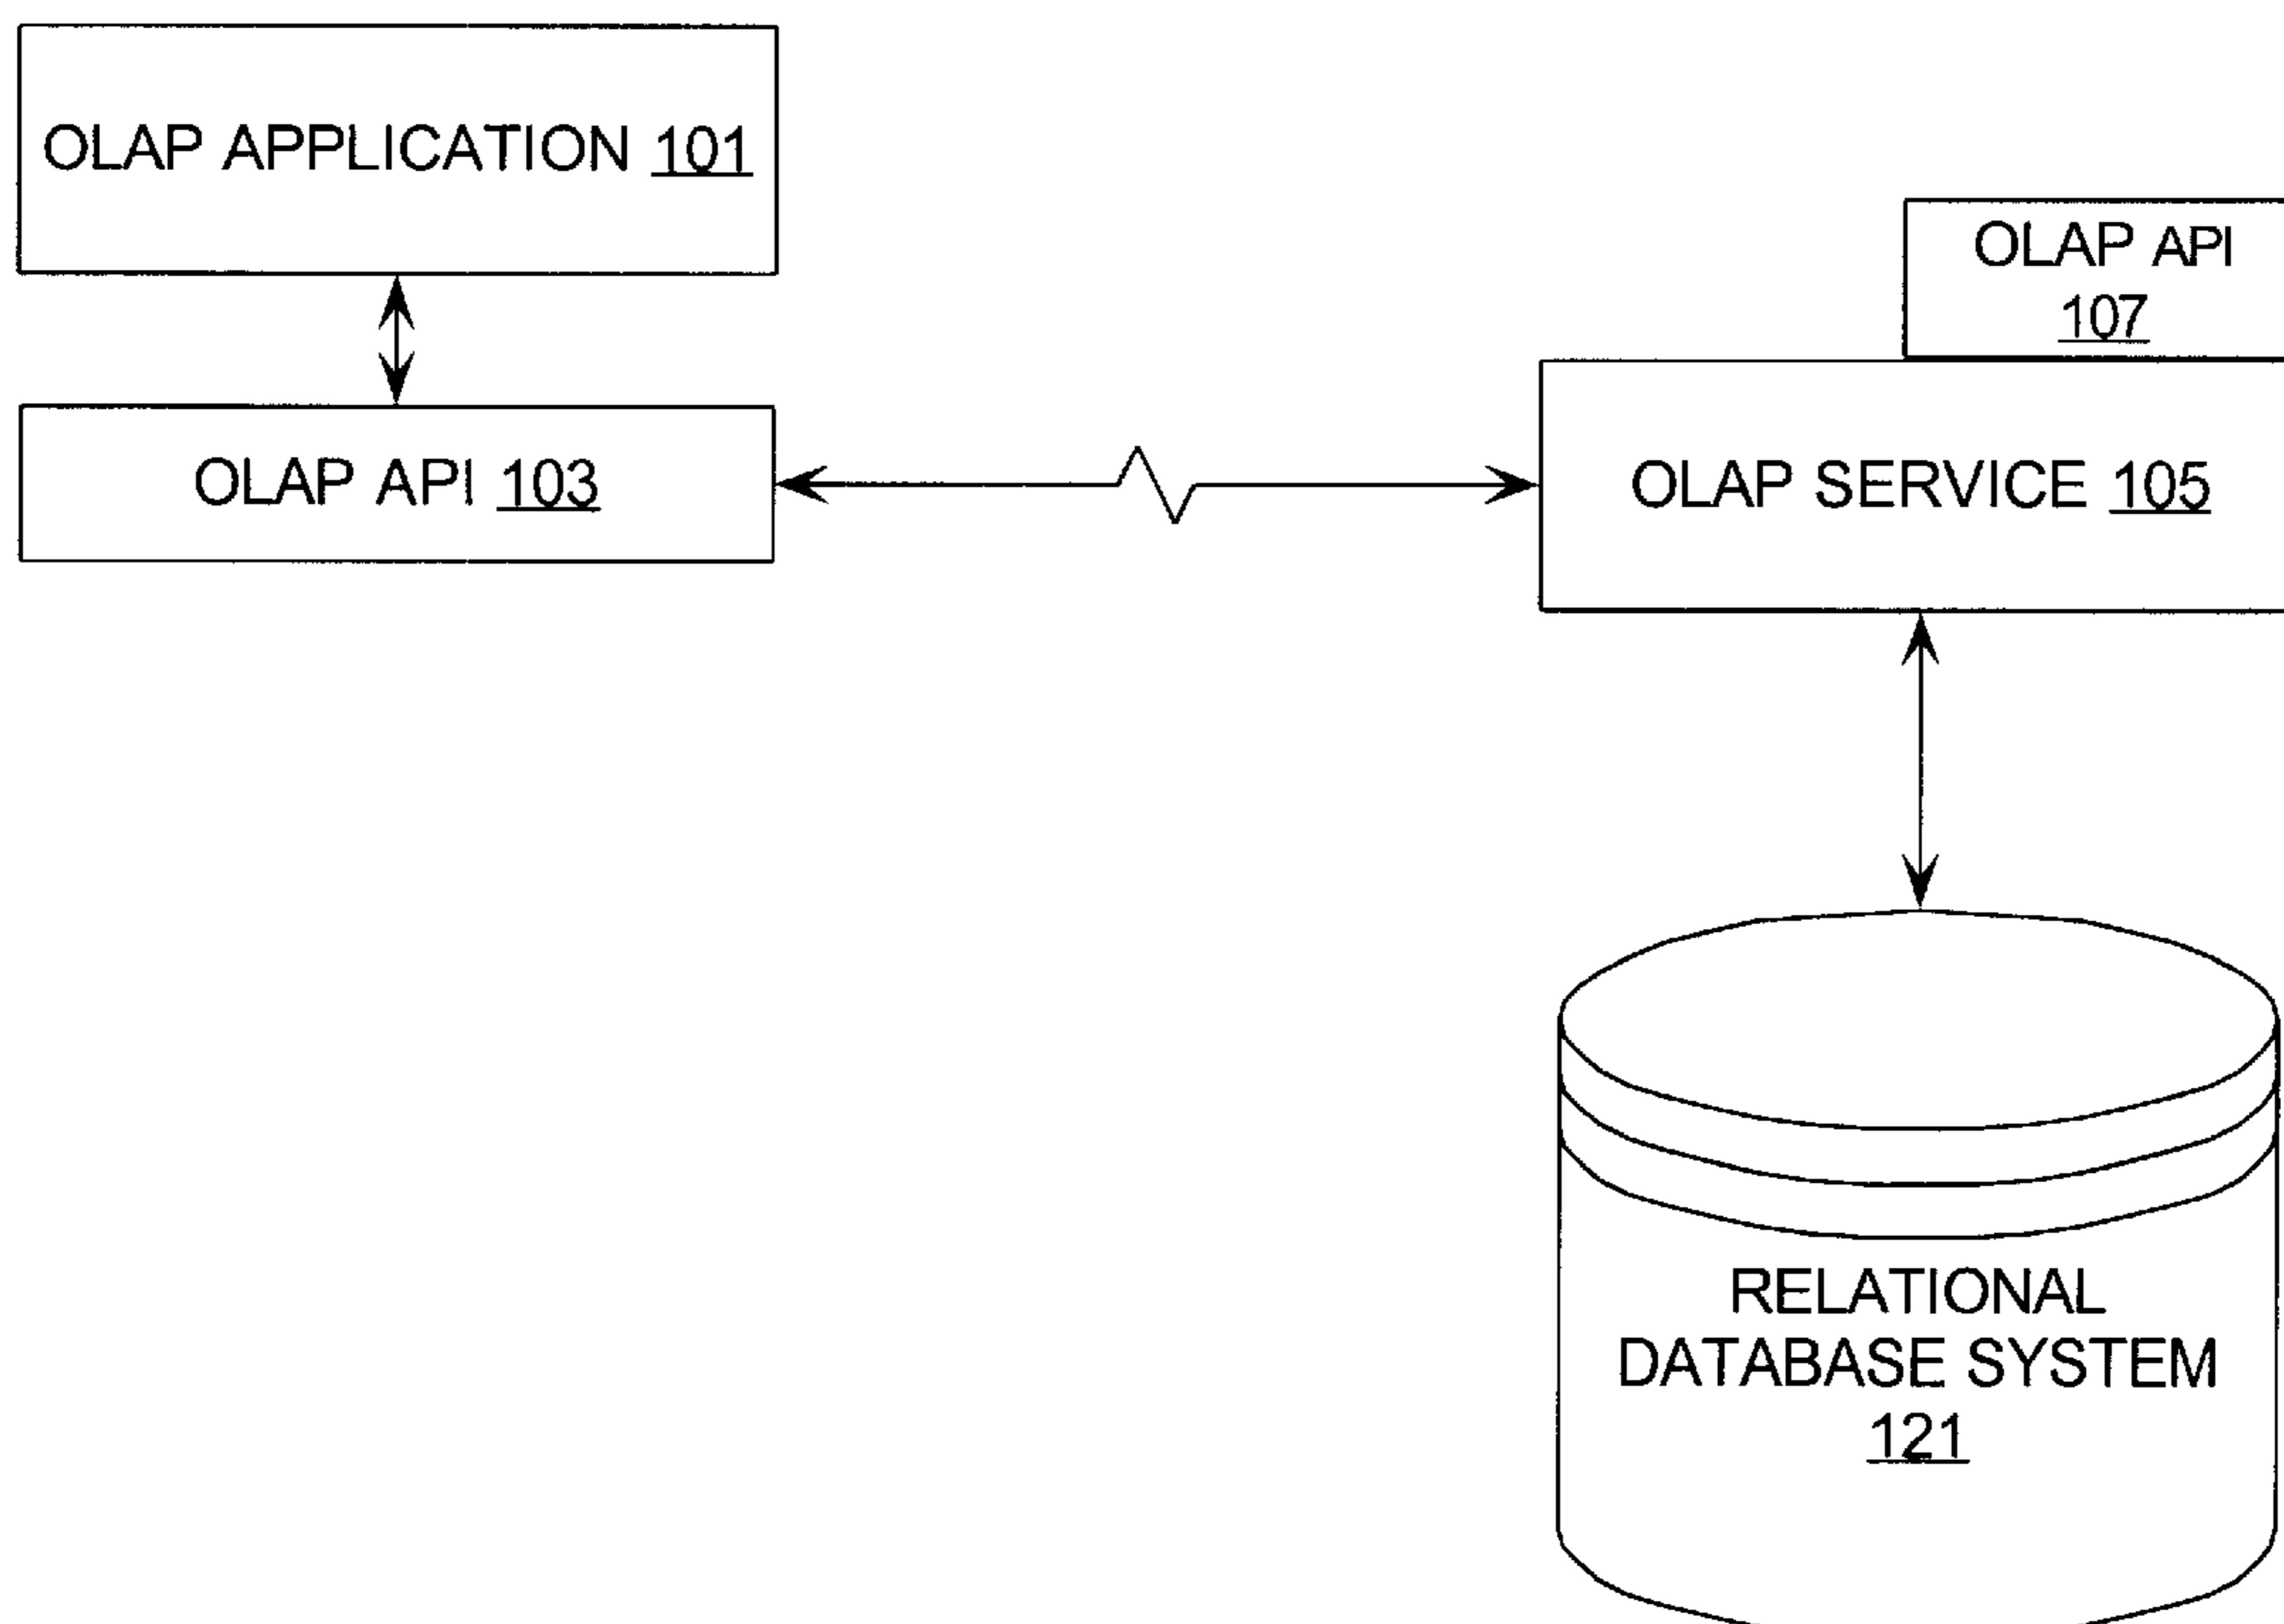 OLAP APPLICATION 101
OLAP API
107
OLAP API 103
OLAP SERVICE 105
RELATIONAL
DATABASE SYSTEM
121